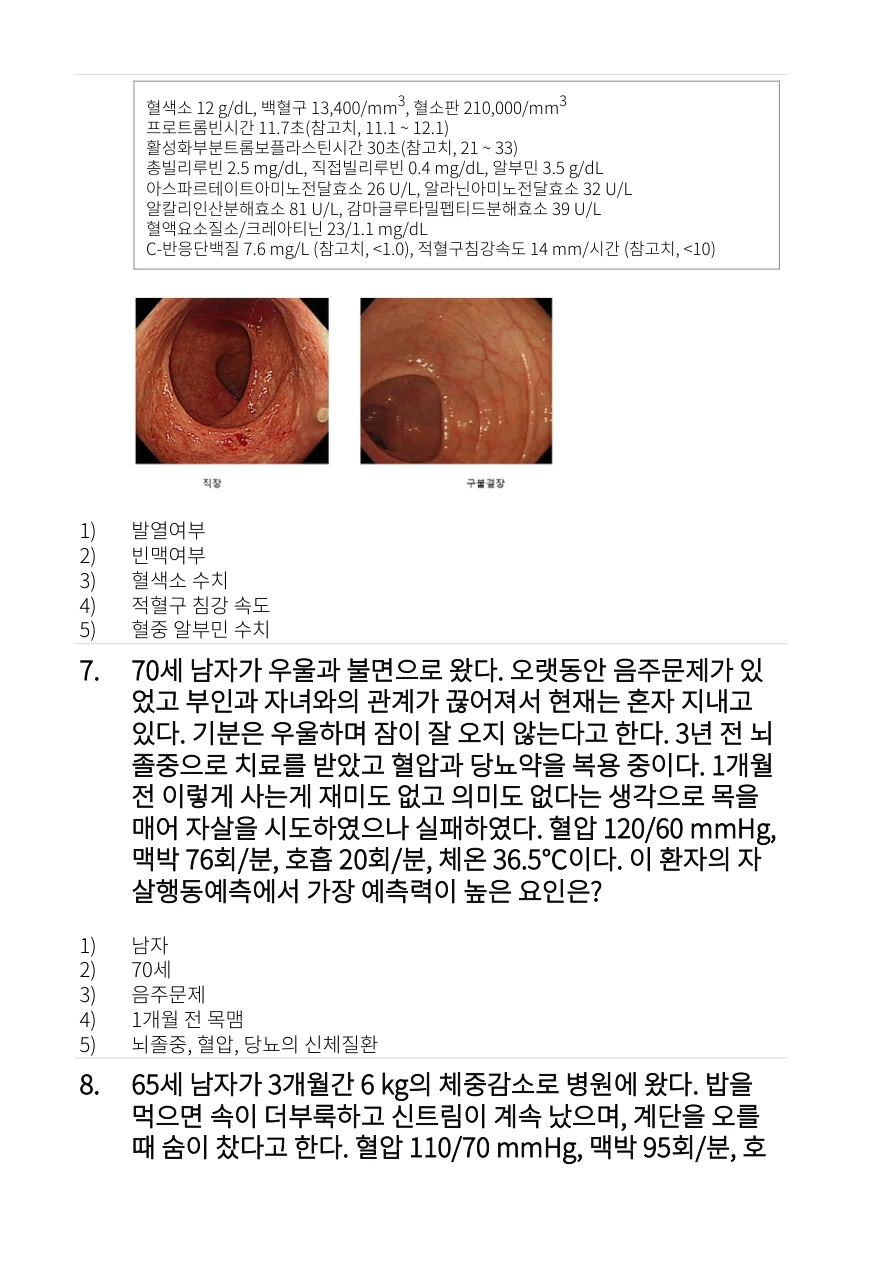 혈색소 12 g/dL, 백혈구 13,400/mm3, 혈소판 210,000/mm3
프로트롬빈시간 11.7초(참고치, 11.1 ~ 12.1)
활성화부분트롬보플라스틴시간 30초(참고치, 21 ~ 33)
총빌리루빈 2.5 mg/dL, 직접빌리루빈 0.4 mg/dL, 알부민 3.5 g/dL
아스파르테이트아미노전달효소 26 U/L, 알라닌아미노전달효소 32 U/L
알칼리인산분해효소 81 U/L, 감마글루타밀펩티드분해효소 39 U/L
혈액요소질소/크레아티닌 23/1.1 mg/dL
C-반응단백질 7.6 mg/L (참고치, <1.0), 적혈구침강속도 14 mm/시간 (참고치, <10)
직장 구불결장
1) 발열여부
2) 빈맥여부
3) 혈색소 수치
4) 적혈구 침강 속도
5) 혈중 알부민 수치
7. 70세 남자가 우울과 불면으로 왔다. 오랫동안 음주문제가 있
었고 부인과 자녀와의 관계가 끊어져서 현재는 혼자 지내고
있다. 기분은 우울하며 잠이 잘 오지 않는다고 한다. 3년 전 뇌
졸중으로 치료를 받았고 혈압과 당뇨약을 복용 중이다. 1개월
전 이렇게 사는게 재미도 없고 의미도 없다는 생각으로 목을
매어 자살을 시도하였으나 실패하였다. 혈압 120/60 mmHg,
맥박 76회/분, 호흡 20회/분, 체온 36.5℃이다. 이 환자의 자
살행동예측에서 가장 예측력이 높은 요인은?
1) 남자
2) 70세
3) 음주문제
4) 1개월 전 목맴
5) 뇌졸중, 혈압, 당뇨의 신체질환
8. 65세 남자가 3개월간 6 kg의 체중감소로 병원에 왔다. 밥을
먹으면 속이 더부룩하고 신트림이 계속 났으며, 계단을 오를
때 숨이 찼다고 한다. 혈압 110/70 mmHg, 맥박 95회/분, 호